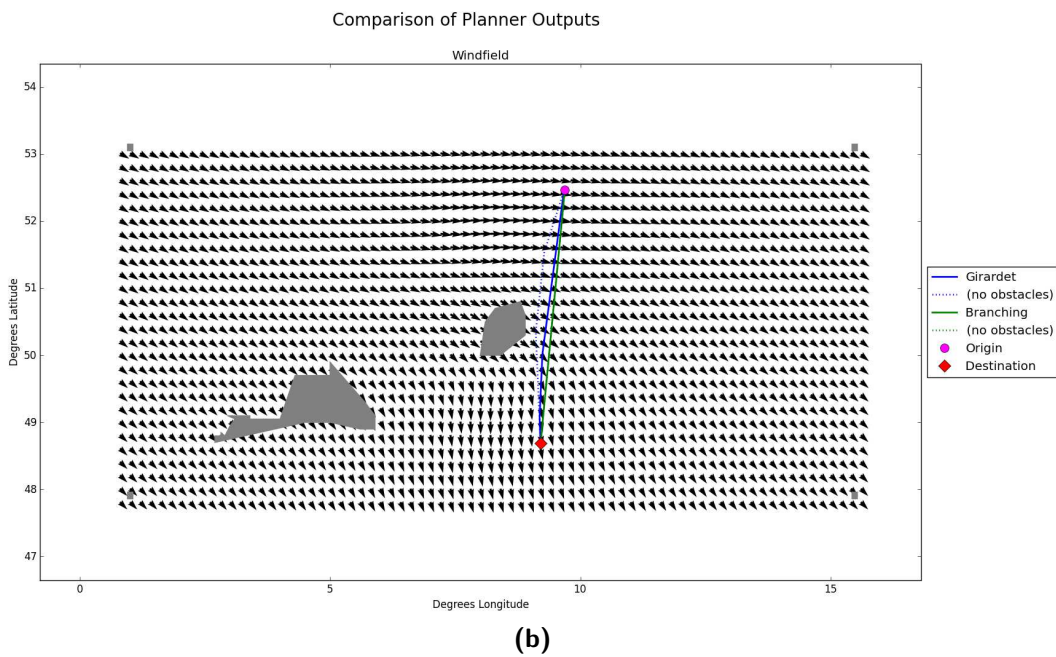 Comparison of Planner Outputs
Windfield
54
53
52
51
50
49
48
47
Degrees Latitude
0
5
10
15
Degrees Longitude
Girardet
(no obstacles)
Branching
(no obstacles)
Origin
Destination
(b)